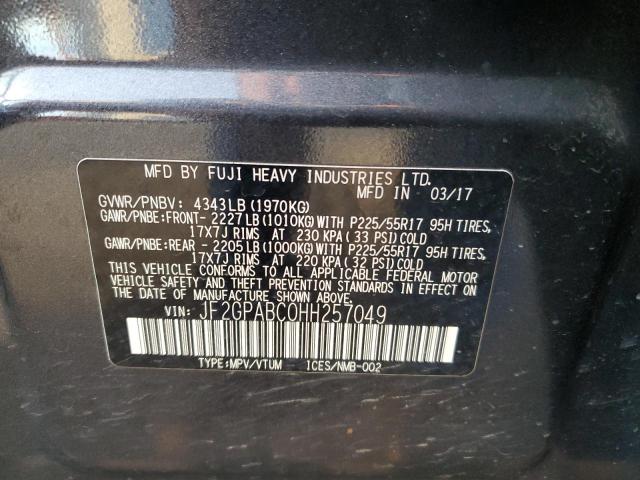 MFD BY FUJI HEAVY INDUSTRIES LTD.
MFD IN 03/17
GVWR/PNBV: 4343LB(1970KG)
GAWR/PNBE:FRONT- 2227LB(1010KG)WITH P225/55R17 95H TIRES,
17X7J RIMS AT 230 KPA(33 PSI)COLD
GAWR/PNBE:REAR - 2205LB(1000KG)WITH P225/55R17 95H TIRES,
17X7J RIMS AT 220 KPA(32 PSI)COLD
THIS VEHICLE CONFORMS TO ALL APPLICABLE FEDERAL MOTOR
VEHICLE SAFETY AND THEFT PREVENTION STANDARDS IN EFFECT
ON THE DATE OF MANUFACTURE SHOWN ABOVE.
VIN: JF2GPABC0HH257049
TYPE:MPV/VTUM ICES/NMB-002